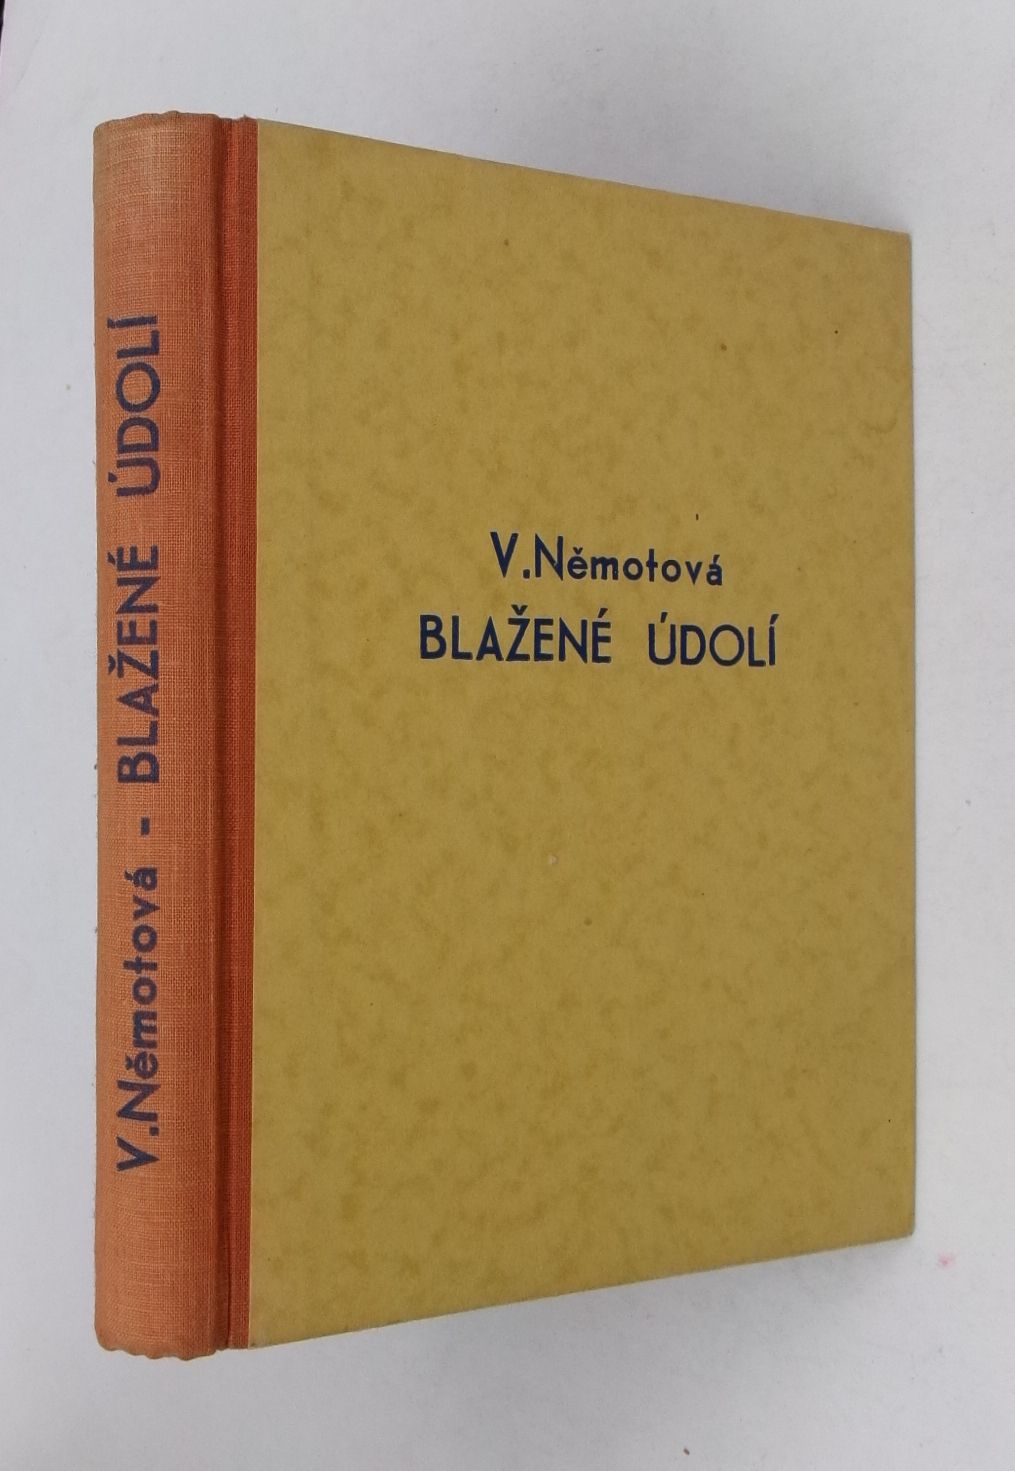 V.Němotová - BLAŽENÉ ÚDOLÍ
V.Němotová
BLAŽENÉ ÚDOLÍ